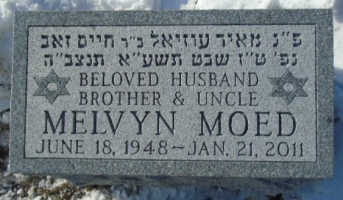 פ״נ מאיר עוזיאל ב״ר חיים זאב
נפ׳ ט״ז שבט תשע״א תנצב״ה
BELOVED HUSBAND
BROTHER & UNCLE
MELVYN MOED
JUNE 18, 1948 – JAN. 21, 2011